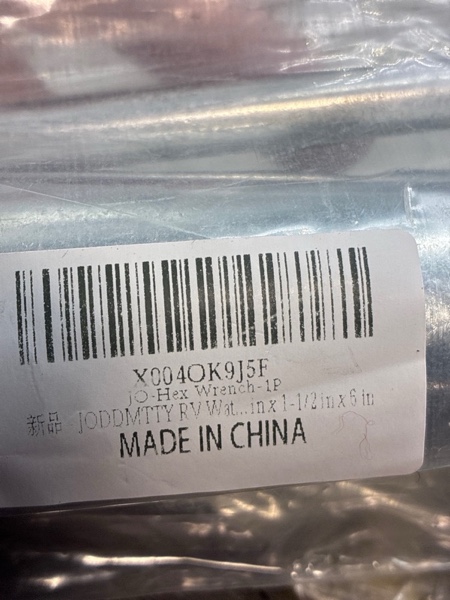 X004OK9J5F
JO-Hex Wrench-1P
新品 JODDMTTY RV Wat...in x 1-1/2 in x 6 in
MADE IN CHINA